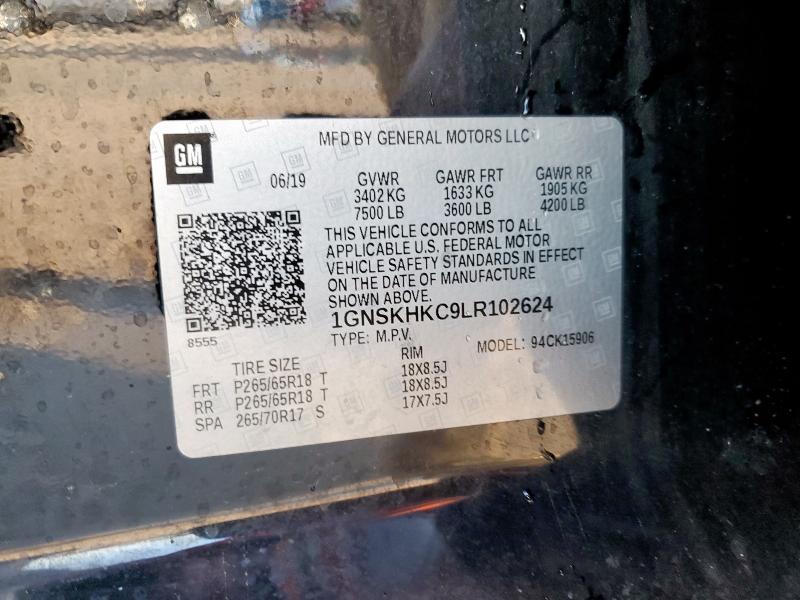 GM
MFD BY GENERAL MOTORS LLC
06/19 GVWR GAWR FRT GAWR RR
3402 KG 1633 KG 1905 KG
7500 LB 3600 LB 4200 LB
THIS VEHICLE CONFORMS TO ALL
APPLICABLE U.S. FEDERAL MOTOR
VEHICLE SAFETY STANDARDS IN EFFECT
ON THE DATE OF MANUFACTURE
SHOWN ABOVE.
1GNSKHKC9LR102624
8555
TYPE: M.P.V. MODEL: 94CK15906
TIRE SIZE RIM
FRT P265/65R18 T 18X8.5J
RR P265/65R18 T 18X8.5J
SPA 265/70R17 S 17X7.5J